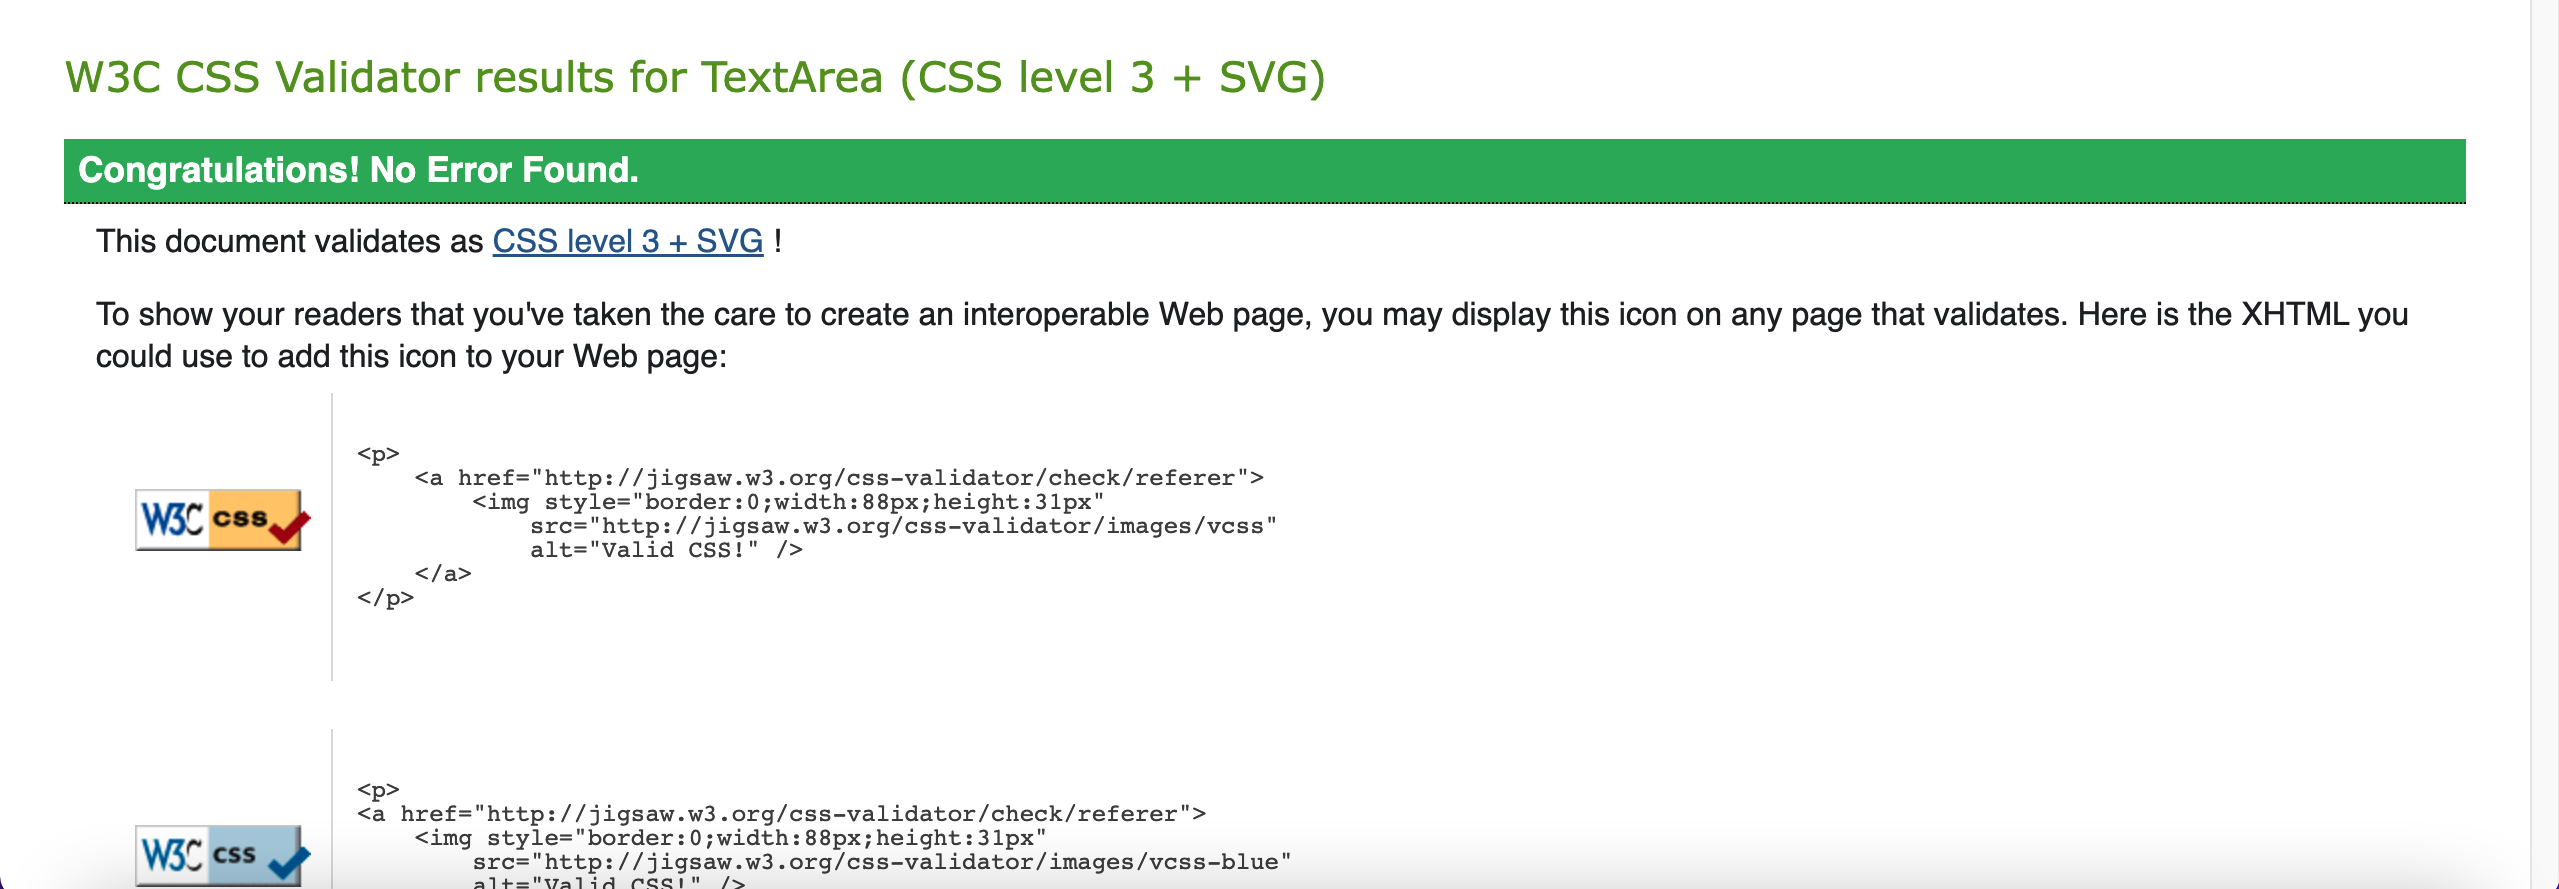 W3C CSS Validator results for TextArea (CSS level 3 + SVG)
Congratulations! No Error Found.
This document validates as CSS level 3 + SVG !
To show your readers that you've taken the care to create an interoperable Web page, you may display this icon on any page that validates. Here is the XHTML you
could use to add this icon to your Web page:
W3C css
<p>
<a href="http://jigsaw.w3.org/css-validator/check/referer">
<img style="border:0;width:88px;height:31px"
src="http://jigsaw.w3.org/css-validator/images/vcss"
alt="Valid CSS!" />
</a>
</p>
W3C css
<p>
<a href="http://jigsaw.w3.org/css-validator/check/referer">
<img style="border:0;width:88px;height:31px"
src="http://jigsaw.w3.org/css-validator/images/vcss-blue"
alt="Valid CSS!" />